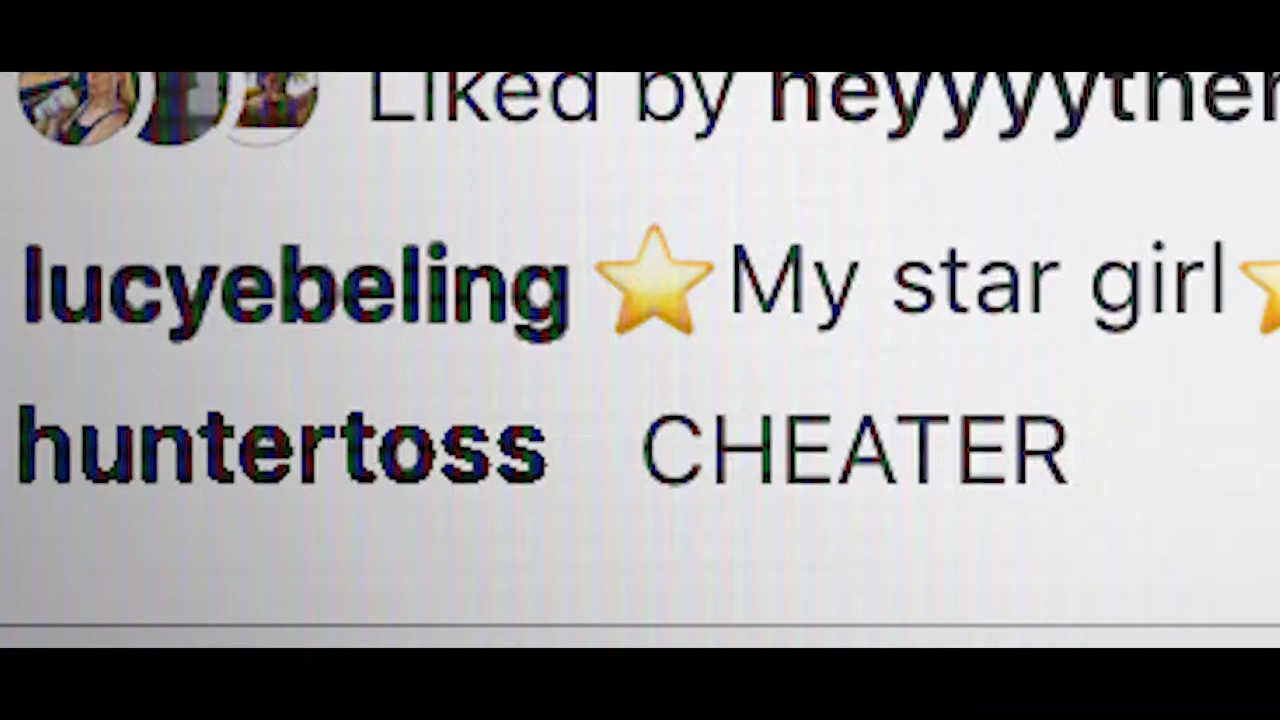 Liked by heyyyyther
lucyebeling ⭐ My star girl ⭐
huntertoss CHEATER